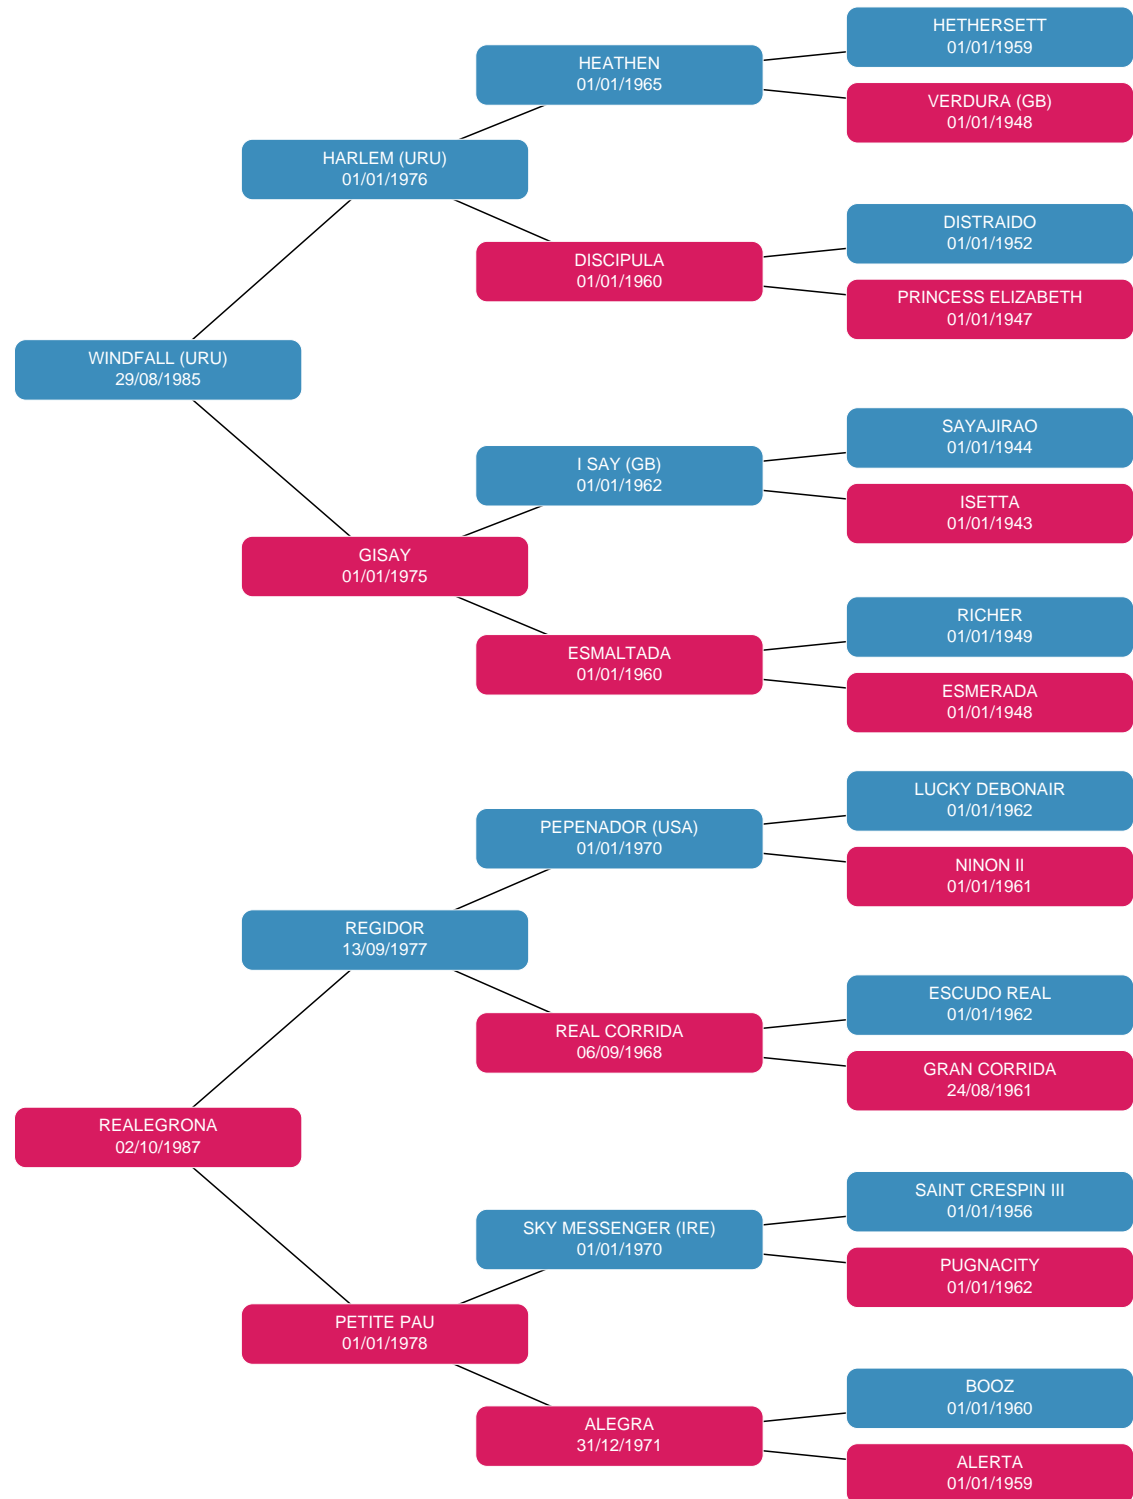 HETHERSETT
01/01/1959
HEATHEN
01/01/1965
VERDURA (GB)
01/01/1948
HARLEM (URU)
01/01/1976
DISTRAIDO
01/01/1952
DISCIPULA
01/01/1960
PRINCESS ELIZABETH
01/01/1947
WINDFALL (URU)
29/08/1985
SAYAJIRAO
01/01/1944
I SAY (GB)
01/01/1962
ISETTA
01/01/1943
GISAY
01/01/1975
RICHER
01/01/1949
ESMALTADA
01/01/1960
ESMERADA
01/01/1948
LUCKY DEBONAIR
01/01/1962
PEPENADOR (USA)
01/01/1970
NINON II
01/01/1961
REGIDOR
13/09/1977
ESCUDO REAL
01/01/1962
REAL CORRIDA
06/09/1968
GRAN CORRIDA
24/08/1961
REALEGRONA
02/10/1987
SAINT CRESPIN III
01/01/1956
SKY MESSENGER (IRE)
01/01/1970
PUGNACITY
01/01/1962
PETITE PAU
01/01/1978
BOOZ
01/01/1960
ALEGRA
31/12/1971
ALERTA
01/01/1959